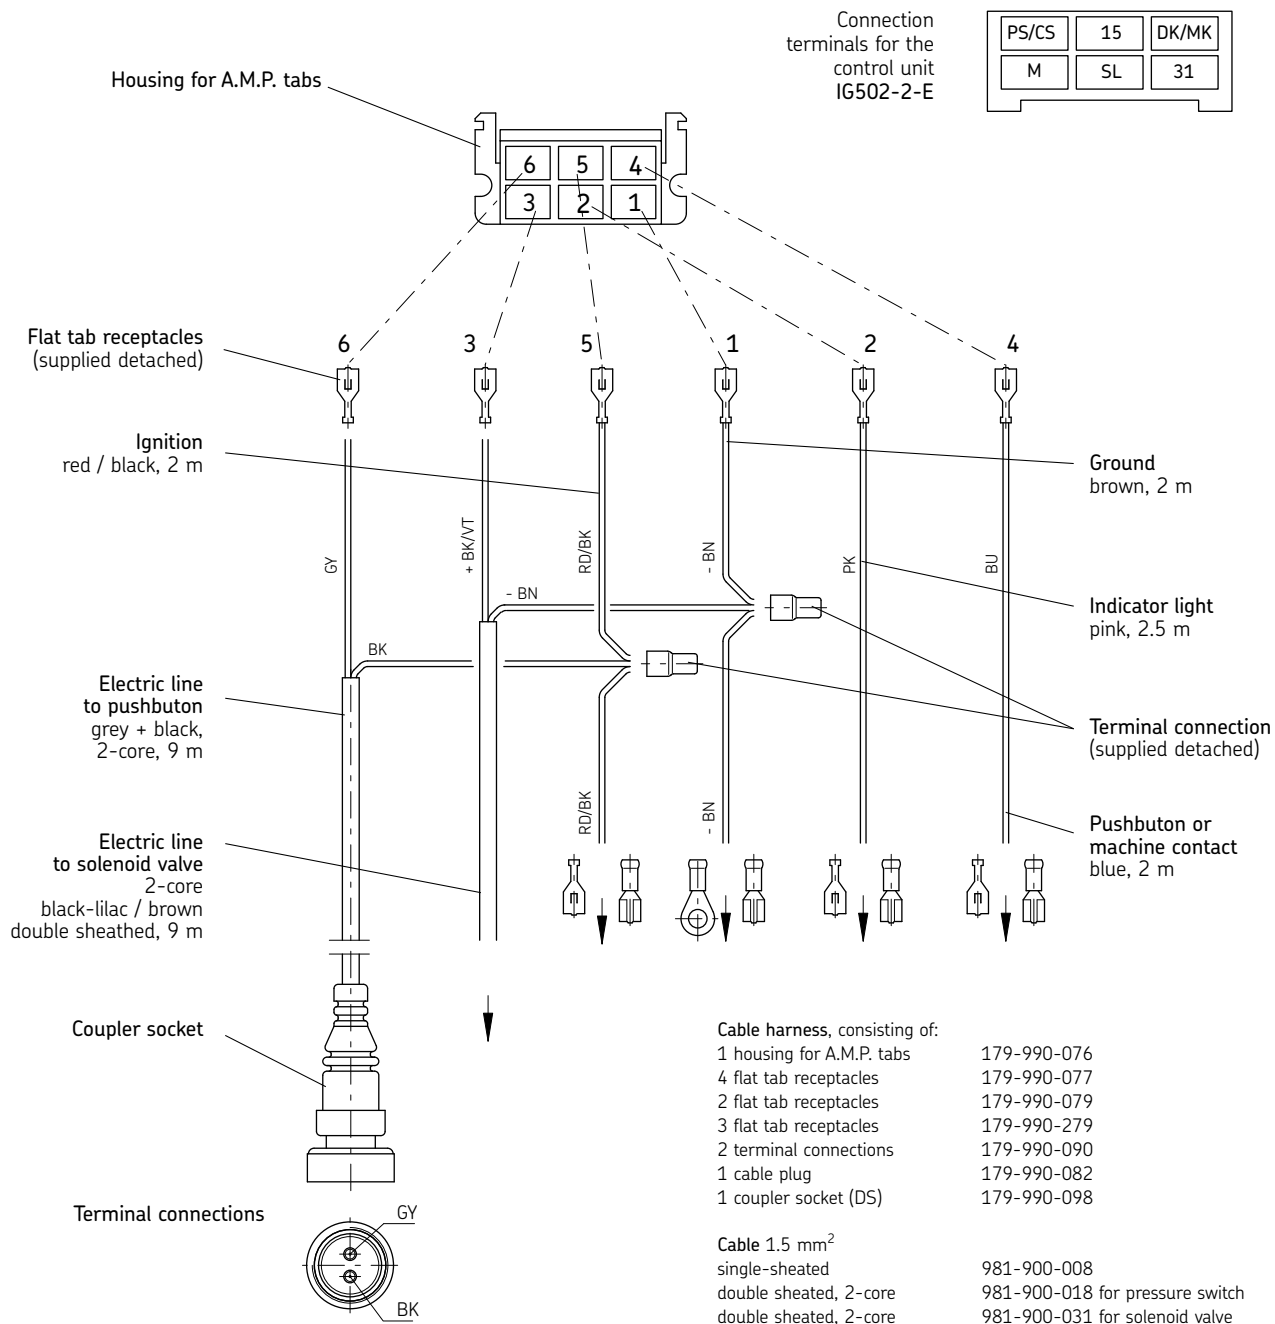 Connection
terminals for the
control unit
IG502-2-E
PS/CS 15 DK/MK
M SL 31
Housing for A.M.P. tabs
6 5 4
3 2 1
Flat tab receptacles
(supplied detached)
6 3 5 1 2 4
Ignition
red / black, 2 m
Ground
brown, 2 m
GY
+ BK/VT
RD/BK
- BN
PK
BU
- BN
Indicator light
pink, 2.5 m
BK
Electric line
to pushbuton
grey + black,
2-core, 9 m
Terminal connection
(supplied detached)
RD/BK
- BN
Electric line
to solenoid valve
2-core
black-lilac / brown
double sheathed, 9 m
Pushbuton or
machine contact
blue, 2 m
Coupler socket
Terminal connections
GY
BK
Cable harness, consisting of:
1 housing for A.M.P. tabs 179-990-076
4 flat tab receptacles 179-990-077
2 flat tab receptacles 179-990-079
3 flat tab receptacles 179-990-279
2 terminal connections 179-990-090
1 cable plug 179-990-082
1 coupler socket (DS) 179-990-098
Cable 1.5 mm²
single-sheated 981-900-008
double sheated, 2-core 981-900-018 for pressure switch
double sheated, 2-core 981-900-031 for solenoid valve